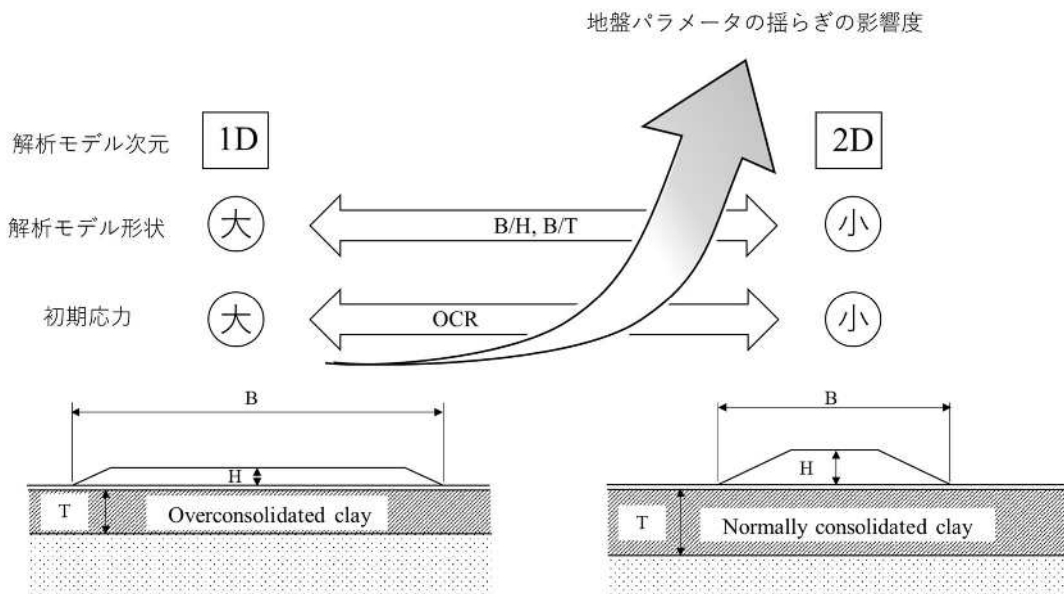 地盤パラメータの揺らぎの影響度
解析モデル次元
1D
2D
解析モデル形状
大
B/H, B/T
小
初期応力
大
OCR
小
B
H
T
Overconsolidated clay
B
H
T
Normally consolidated clay